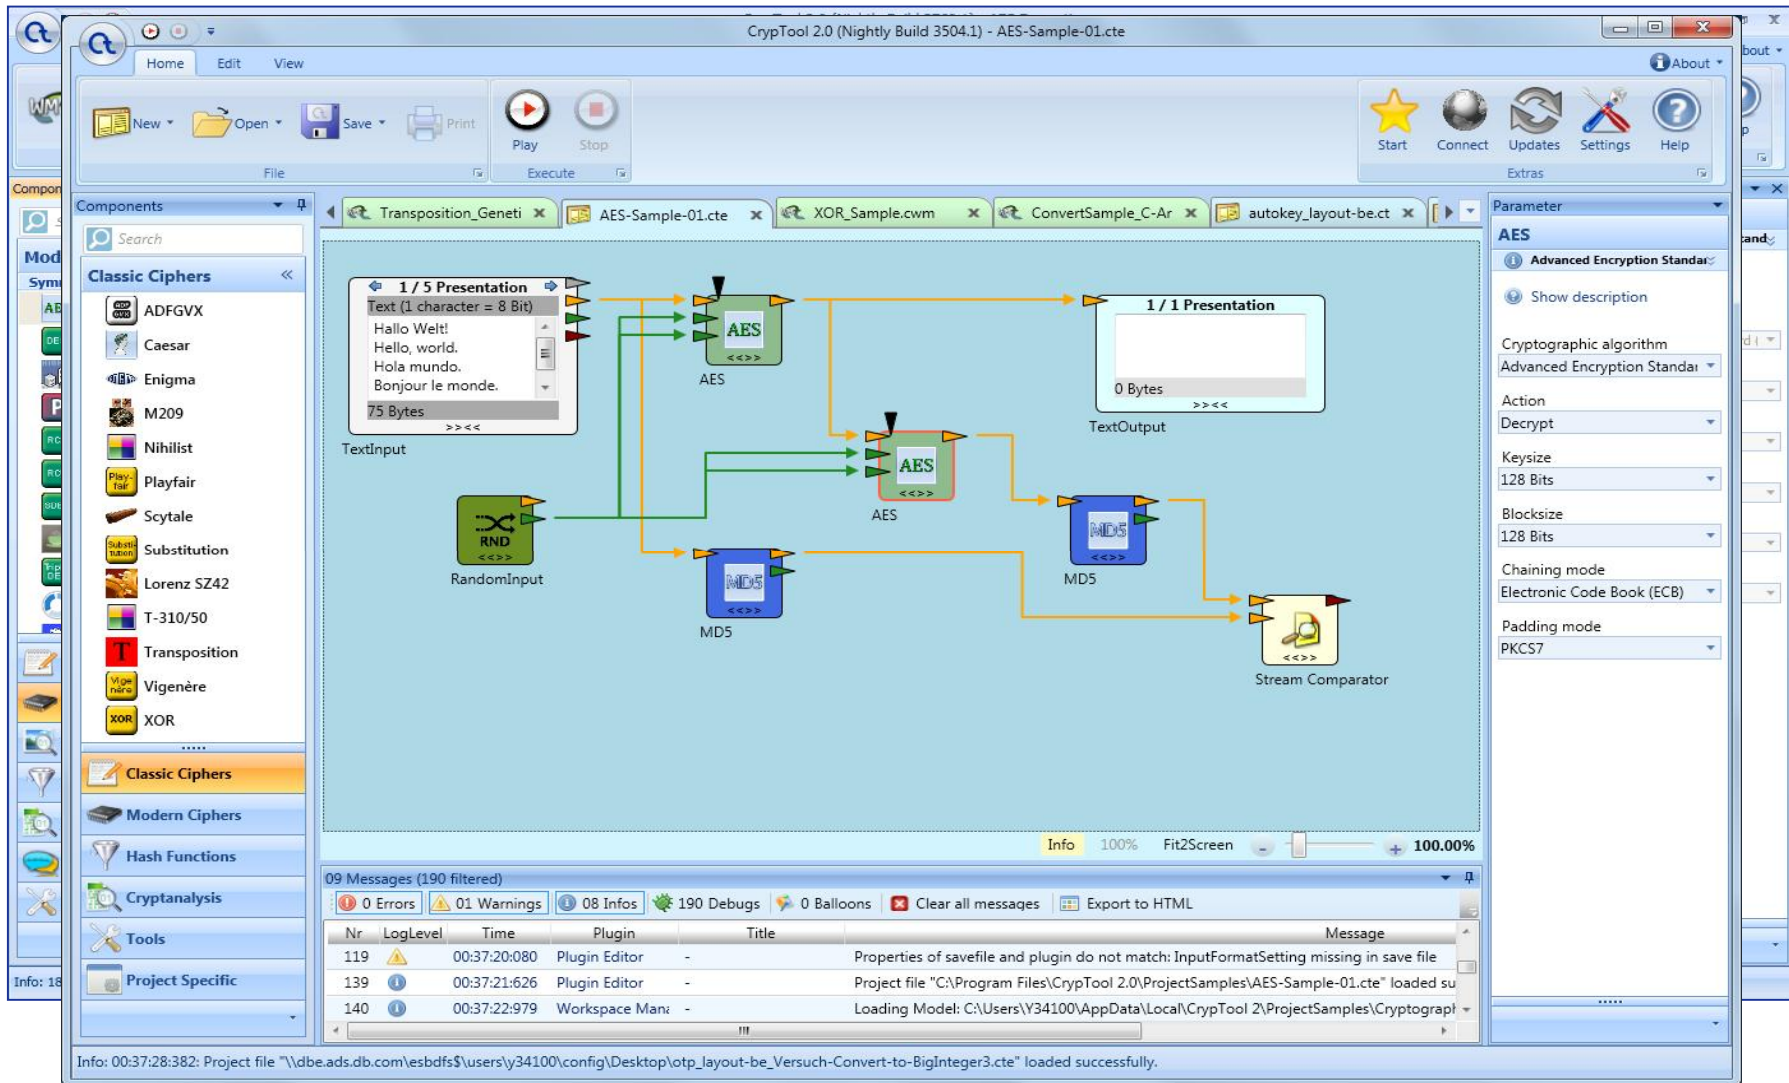 CrypTool 2.0 (Nightly Build 3504.1) - AES-Sample-01.cte
Home Edit View
About
New Open Save Print
Play Stop
File Execute
Start Connect Updates Settings Help
Extras
Components
Search
Classic Ciphers
ADFGVX
Caesar
Enigma
M209
Nihilist
Playfair
Scytale
Substitution
Lorenz SZ42
T-310/50
Transposition
Vigenère
XOR
Classic Ciphers
Modern Ciphers
Hash Functions
Cryptanalysis
Tools
Project Specific
Transposition_Geneti AES-Sample-01.cte XOR_Sample.cwm ConvertSample_C-Ar autokey_layout-be.ct
1 / 5 Presentation
Text (1 character = 8 Bit)
Hallo Welt!
Hello, world.
Hola mundo.
Bonjour le monde.
75 Bytes
>><<
TextInput
AES
<<>>
AES
1 / 1 Presentation
0 Bytes
>><<
TextOutput
AES
<<>>
AES
RND
<<>>
RandomInput
MD5
<<>>
MD5
MD5
<<>>
MD5
<<>>
Stream Comparator
Info 100% Fit2Screen - + 100.00%
Parameter
AES
Advanced Encryption Standar
Show description
Cryptographic algorithm
Advanced Encryption Standar
Action
Decrypt
Keysize
128 Bits
Blocksize
128 Bits
Chaining mode
Electronic Code Book (ECB)
Padding mode
PKCS7
09 Messages (190 filtered)
0 Errors 01 Warnings 08 Infos 190 Debugs 0 Balloons Clear all messages Export to HTML
Nr LogLevel Time Plugin Title Message
119 00:37:20:080 Plugin Editor - Properties of savefile and plugin do not match: InputFormatSetting missing in save file
139 00:37:21:626 Plugin Editor - Project file "C:\Program Files\CrypTool 2.0\ProjectSamples\AES-Sample-01.cte" loaded su
140 00:37:22:979 Workspace Mana - Loading Model: C:\Users\Y34100\AppData\Local\CrypTool 2\ProjectSamples\Cryptograph
Info: 00:37:28:382: Project file "\\dbe.ads.db.com\esbdfs$\users\y34100\config\Desktop\otp_layout-be_Versuch-Convert-to-BigInteger3.cte" loaded successfully.